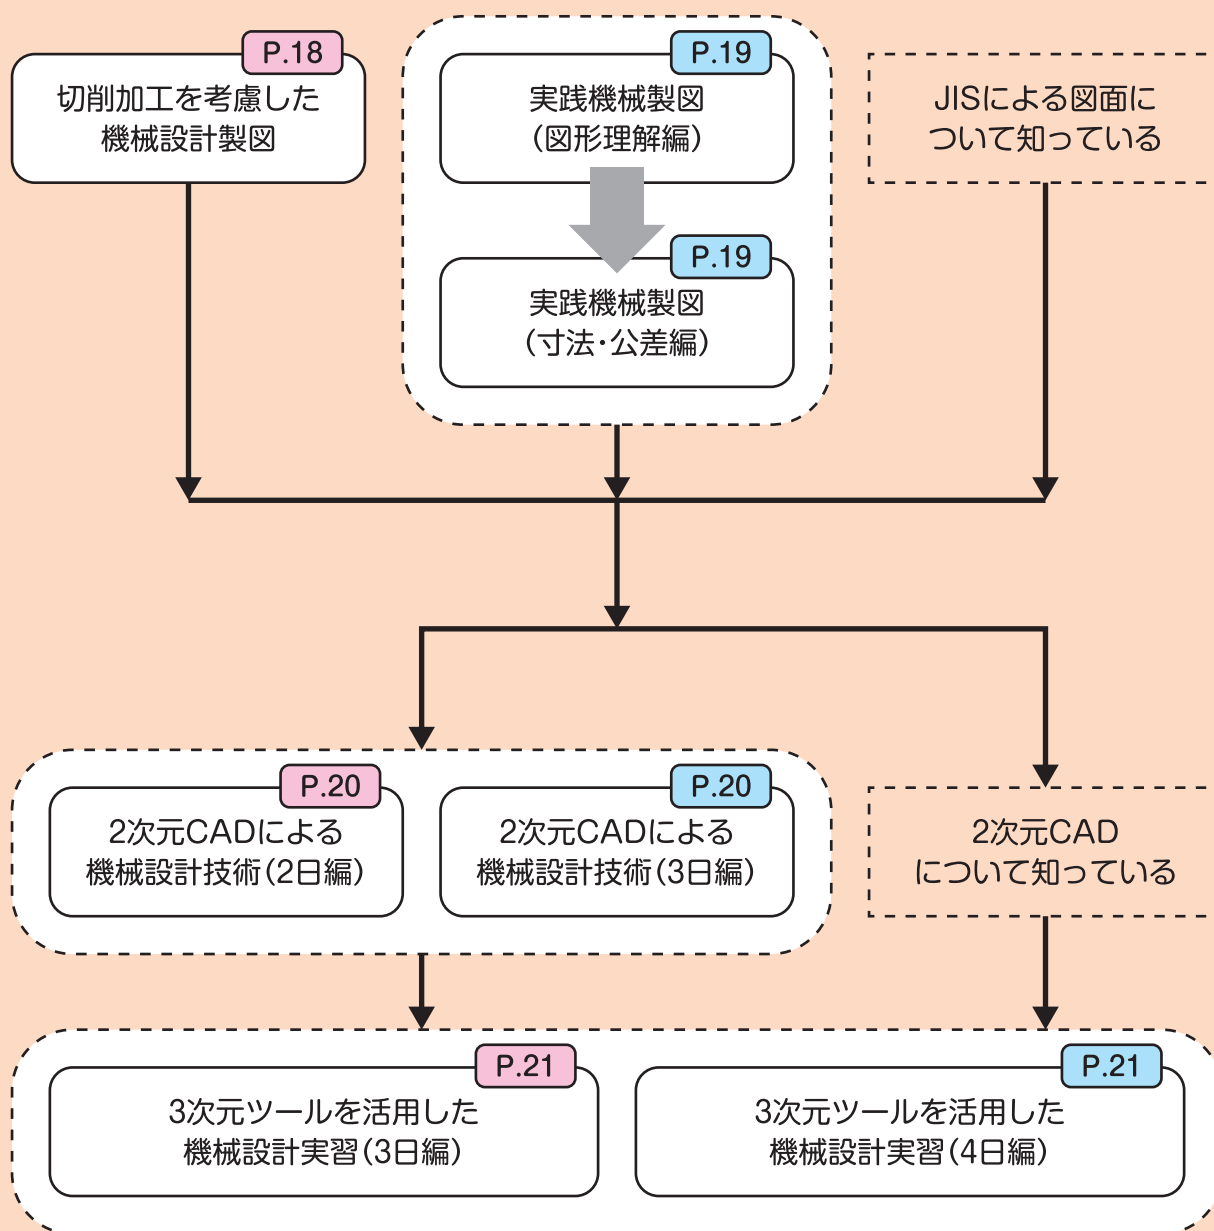 P.18
切削加工を考慮した
機械設計製図
P.19
実践機械製図
(図形理解編)
P.19
実践機械製図
(寸法・公差編)
JISによる図面に
ついて知っている
P.20
2次元CADによる
機械設計技術(2日編)
P.20
2次元CADによる
機械設計技術(3日編)
2次元CAD
について知っている
P.21
3次元ツールを活用した
機械設計実習(3日編)
P.21
3次元ツールを活用した
機械設計実習(4日編)